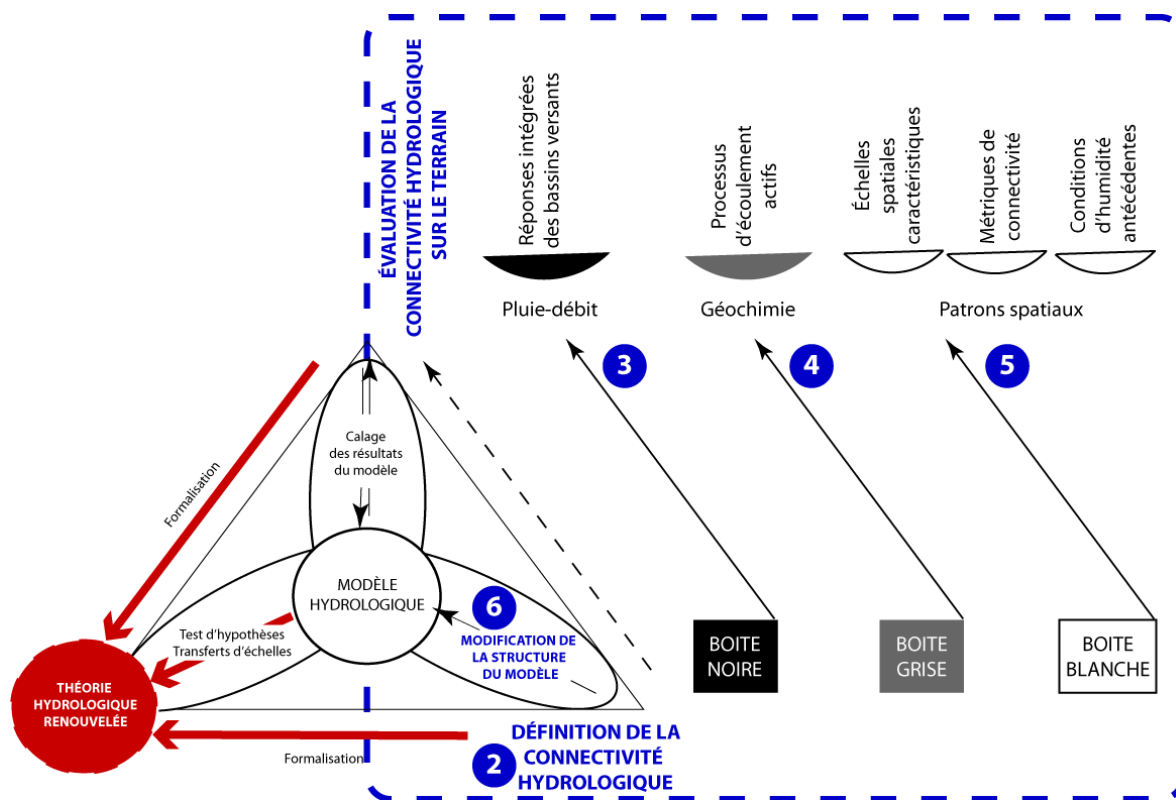 ÉVALUATION DE LA
CONNECTIVITÉ HYDROLOGIQUE
SUR LE TERRAIN
Réponses intégrées
des bassins versants
Processus
d'écoulement
actifs
Échelles
spatiales
caractéristiques
Métriques de
connectivité
Conditions
d'humidité
antécédentes
Pluie-débit
Géochimie
Patrons spatiaux
3
4
5
Formalisation
Calage
des résultats
du modèle
MODÈLE
HYDROLOGIQUE
6
MODIFICATION DE
LA STRUCTURE
DU MODÈLE
Test d'hypothèses
Transferts d'échelles
BOITE
NOIRE
BOITE
GRISE
BOITE
BLANCHE
THÉORIE
HYDROLOGIQUE
RENOUVELÉE
Formalisation
2
DÉFINITION DE LA
CONNECTIVITÉ
HYDROLOGIQUE